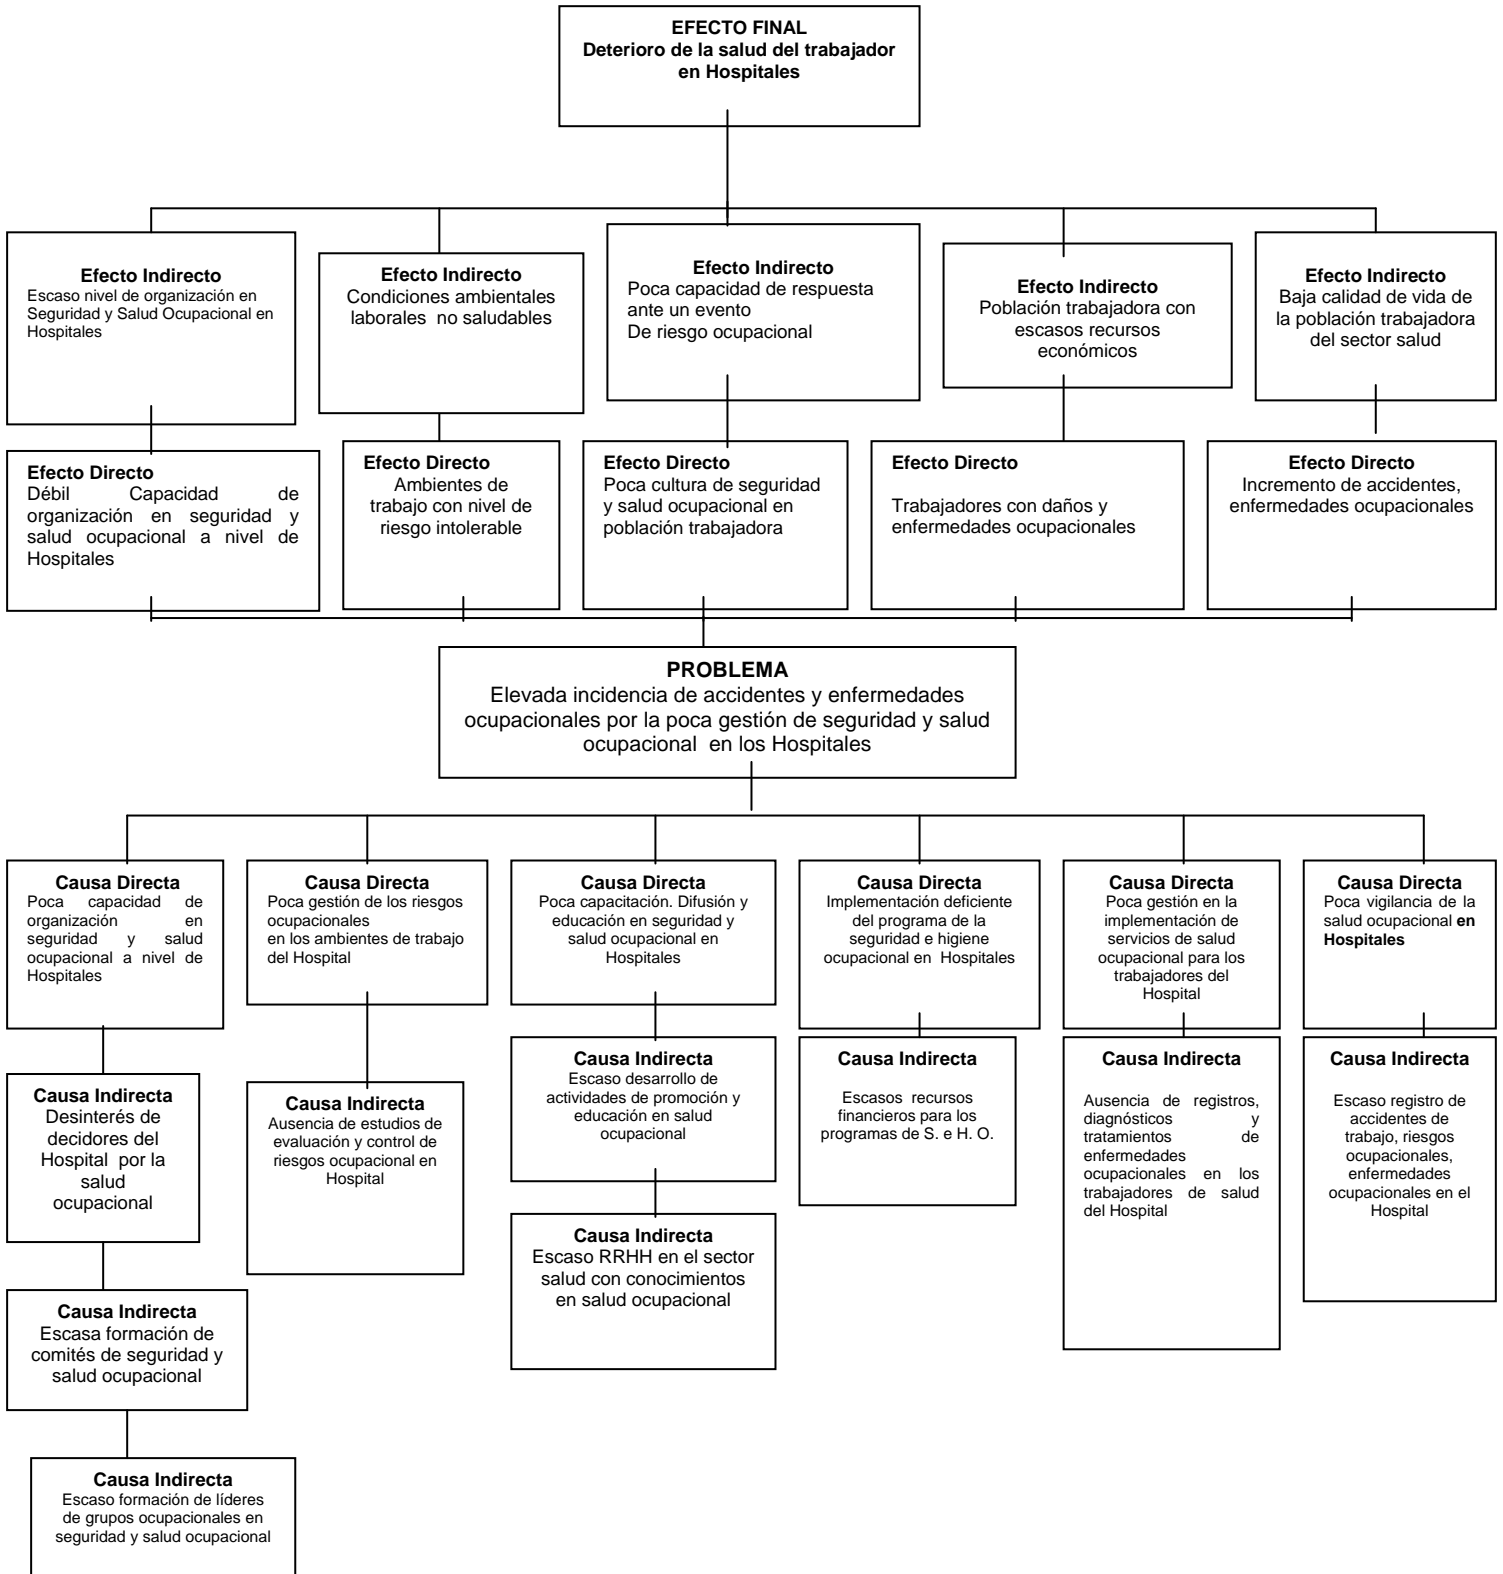 EFECTO FINAL
Deterioro de la salud del trabajador
en Hospitales
Efecto Indirecto
Escaso nivel de organización en
Seguridad y Salud Ocupacional en
Hospitales
Efecto Indirecto
Condiciones ambientales
laborales no saludables
Efecto Indirecto
Poca capacidad de respuesta
ante un evento
De riesgo ocupacional
Efecto Indirecto
Población trabajadora con
escasos recursos
económicos
Efecto Indirecto
Baja calidad de vida de
la población trabajadora
del sector salud
Efecto Directo
Débil Capacidad de
organización en seguridad y
salud ocupacional a nivel de
Hospitales
Efecto Directo
Ambientes de
trabajo con nivel de
riesgo intolerable
Efecto Directo
Poca cultura de seguridad
y salud ocupacional en
población trabajadora
Efecto Directo
Trabajadores con daños y
enfermedades ocupacionales
Efecto Directo
Incremento de accidentes,
enfermedades ocupacionales
PROBLEMA
Elevada incidencia de accidentes y enfermedades
ocupacionales por la poca gestión de seguridad y salud
ocupacional en los Hospitales
Causa Directa
Poca capacidad de
organización en
seguridad y salud
ocupacional a nivel de
Hospitales
Causa Directa
Poca gestión de los riesgos
ocupacionales
en los ambientes de trabajo
del Hospital
Causa Directa
Poca capacitación. Difusión y
educación en seguridad y
salud ocupacional en
Hospitales
Causa Directa
Implementación deficiente
del programa de la
seguridad e higiene
ocupacional en Hospitales
Causa Directa
Poca gestión en la
implementación de
servicios de salud
ocupacional para los
trabajadores del
Hospital
Causa Directa
Poca vigilancia de la
salud ocupacional en
Hospitales
Causa Indirecta
Desinterés de
decidores del
Hospital por la
salud
ocupacional
Causa Indirecta
Ausencia de estudios de
evaluación y control de
riesgos ocupacional en
Hospital
Causa Indirecta
Escaso desarrollo de
actividades de promoción y
educación en salud
ocupacional
Causa Indirecta
Escasos recursos
financieros para los
programas de S. e H. O.
Causa Indirecta
Ausencia de registros,
diagnósticos y
tratamientos de
enfermedades
ocupacionales en los
trabajadores de salud
del Hospital
Causa Indirecta
Escaso registro de
accidentes de
trabajo, riesgos
ocupacionales,
enfermedades
ocupacionales en el
Hospital
Causa Indirecta
Escaso RRHH en el sector
salud con conocimientos
en salud ocupacional
Causa Indirecta
Escasa formación de
comités de seguridad y
salud ocupacional
Causa Indirecta
Escaso formación de líderes
de grupos ocupacionales en
seguridad y salud ocupacional